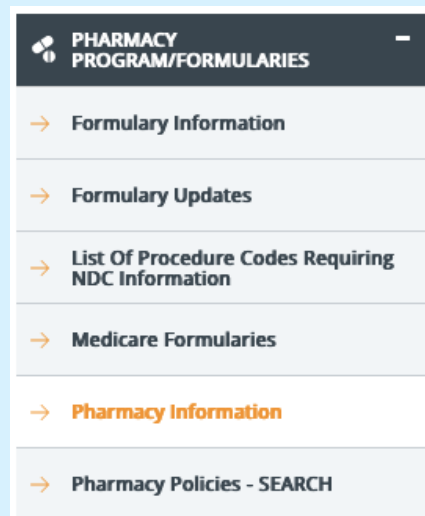 PHARMACY
PROGRAM/FORMULARIES
Formulary Information
Formulary Updates
List Of Procedure Codes Requiring
NDC Information
Medicare Formularies
Pharmacy Information
Pharmacy Policies - SEARCH